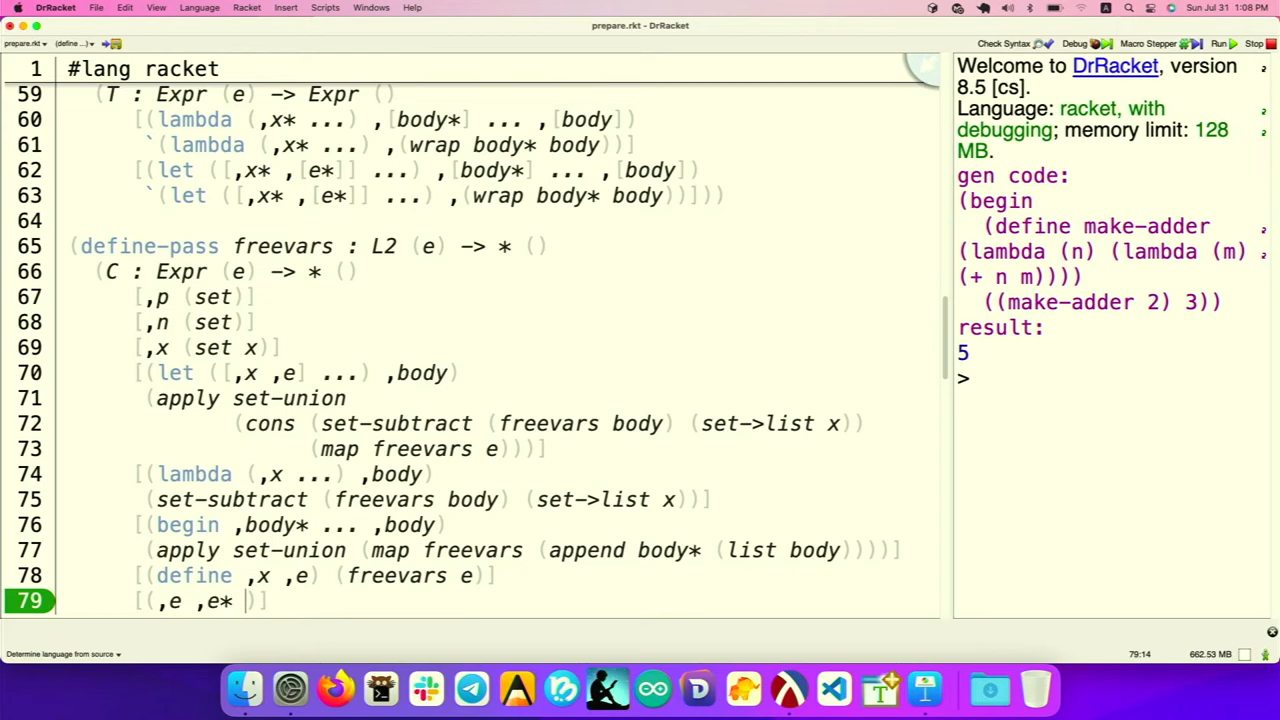 DrRacket File Edit View Language Racket Insert Scripts Windows Help Sun Jul 31 1:08 PM
prepare.rkt - DrRacket
prepare.rkt (define ...) Check Syntax Debug Macro Stepper Run Stop
1 #lang racket
59 (T : Expr (e) -> Expr ()
60 [(lambda (,x* ...) ,[body*] ... ,[body])
61 `(lambda (,x* ...) ,(wrap body* body))]
62 [(let ([,x* ,[e*]] ...) ,[body*] ... ,[body])
63 `(let ([,x* ,[e*]] ...) ,(wrap body* body))]))
64
65 (define-pass freevars : L2 (e) -> * ()
66 (C : Expr (e) -> * ()
67 [,p (set)]
68 [,n (set)]
69 [,x (set x)]
70 [(let ([,x ,e] ...) ,body)
71 (apply set-union
72 (cons (set-subtract (freevars body) (set->list x))
73 (map freevars e)))]
74 [(lambda (,x ...) ,body)
75 (set-subtract (freevars body) (set->list x))]
76 [(begin ,body* ... ,body)
77 (apply set-union (map freevars (append body* (list body))))]
78 [(define ,x ,e) (freevars e)]
79 [(,e ,e* )]
Welcome to DrRacket, version
8.5 [cs].
Language: racket, with
debugging; memory limit: 128
MB.
gen code:
(begin
(define make-adder
(lambda (n) (lambda (m)
(+ n m))))
((make-adder 2) 3))
result:
5
>
Determine language from source 79:14 662.53 MB